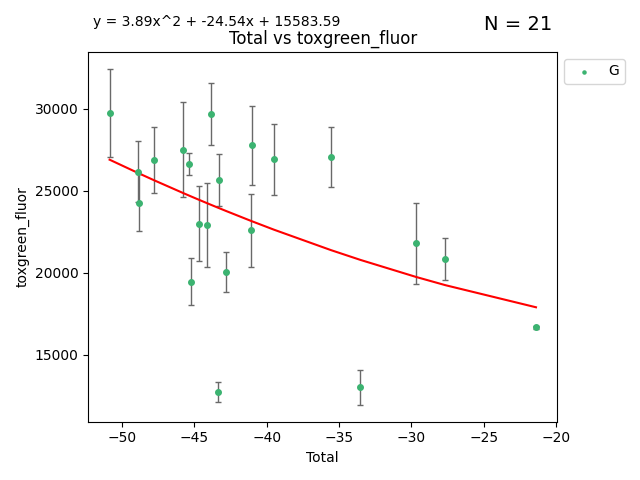 y = 3.89x^2 + -24.54x + 15583.59
N = 21
Total vs toxgreen_fluor
G
toxgreen_fluor
30000
25000
20000
15000
−50 −45 −40 −35 −30 −25 −20
Total